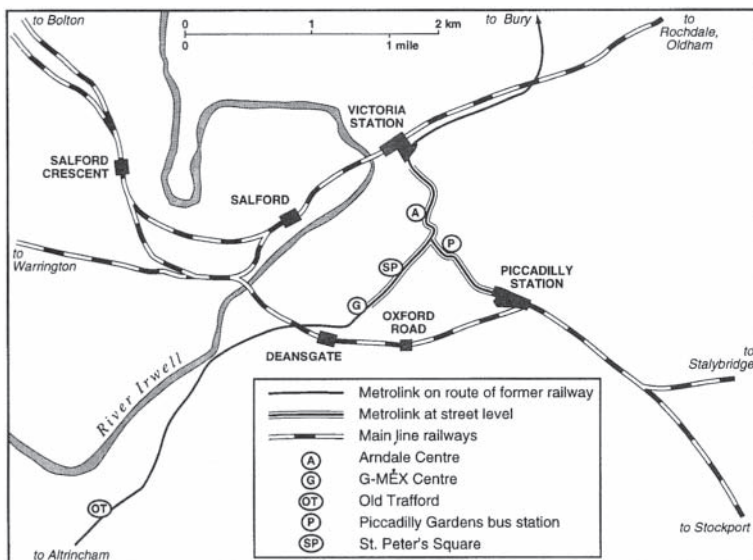 to Bolton
0 1 2 km
0 1 mile
to Bury
to
Rochdale,
Oldham
VICTORIA
STATION
SALFORD
CRESCENT
SALFORD
A
P
to
Warrington
SP
PICCADILLY
STATION
G
OXFORD
ROAD
DEANSGATE
to
Stalybridge
River Irwell
OT
to Altrincham
to Stockport
Metrolink on route of former railway
Metrolink at street level
Main line railways
A Arndale Centre
G G-MEX Centre
OT Old Trafford
P Piccadilly Gardens bus station
SP St. Peter's Square